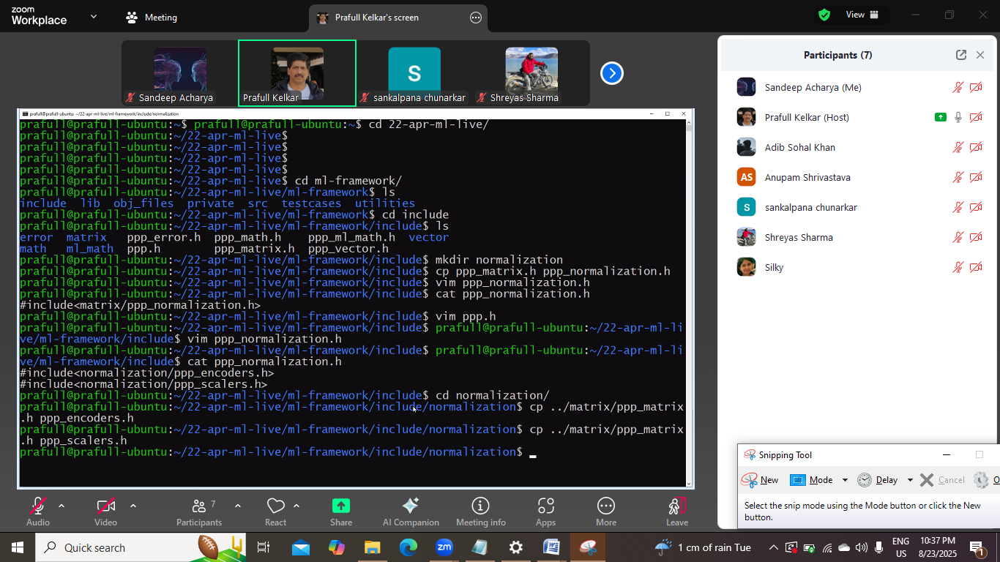 zoom
Workplace
Meeting
Prafull Kelkar's screen
View
Sandeep Acharya
Prafull Kelkar
S
sankalpana chunarkar
Shreyas Sharma
prafull@prafull-ubuntu: ~/22-apr-ml-live/ml-framework/include/normalization
prafull@prafull-ubuntu:~$ prafull@prafull-ubuntu:~$ cd 22-apr-ml-live/
prafull@prafull-ubuntu:~/22-apr-ml-live$
prafull@prafull-ubuntu:~/22-apr-ml-live$
prafull@prafull-ubuntu:~/22-apr-ml-live$
prafull@prafull-ubuntu:~/22-apr-ml-live$
prafull@prafull-ubuntu:~/22-apr-ml-live$ cd ml-framework/
prafull@prafull-ubuntu:~/22-apr-ml-live/ml-framework$ ls
include  lib  obj_files  private  src  testcases  utilities
prafull@prafull-ubuntu:~/22-apr-ml-live/ml-framework$ cd include
prafull@prafull-ubuntu:~/22-apr-ml-live/ml-framework/include$ ls
error  matrix   ppp_error.h  ppp_math.h    ppp_ml_math.h  vector
math   ml_math  ppp.h        ppp_matrix.h  ppp_vector.h
prafull@prafull-ubuntu:~/22-apr-ml-live/ml-framework/include$ mkdir normalization
prafull@prafull-ubuntu:~/22-apr-ml-live/ml-framework/include$ cp ppp_matrix.h ppp_normalization.h
prafull@prafull-ubuntu:~/22-apr-ml-live/ml-framework/include$ vim ppp_normalization.h
prafull@prafull-ubuntu:~/22-apr-ml-live/ml-framework/include$ cat ppp_normalization.h
#include<matrix/ppp_normalization.h>
prafull@prafull-ubuntu:~/22-apr-ml-live/ml-framework/include$ vim ppp.h
prafull@prafull-ubuntu:~/22-apr-ml-live/ml-framework/include$ prafull@prafull-ubuntu:~/22-apr-ml-li
ve/ml-framework/include$ vim ppp_normalization.h
prafull@prafull-ubuntu:~/22-apr-ml-live/ml-framework/include$ prafull@prafull-ubuntu:~/22-apr-ml-li
ve/ml-framework/include$ cat ppp_normalization.h
#include<normalization/ppp_encoders.h>
#include<normalization/ppp_scalers.h>
prafull@prafull-ubuntu:~/22-apr-ml-live/ml-framework/include$ cd normalization/
prafull@prafull-ubuntu:~/22-apr-ml-live/ml-framework/include/normalization$ cp ../matrix/ppp_matrix
.h ppp_encoders.h
prafull@prafull-ubuntu:~/22-apr-ml-live/ml-framework/include/normalization$ cp ../matrix/ppp_matrix
.h ppp_scalers.h
prafull@prafull-ubuntu:~/22-apr-ml-live/ml-framework/include/normalization$
Participants (7)
Sandeep Acharya (Me)
Prafull Kelkar (Host)
Adib Sohal Khan
AS Anupam Shrivastava
S sankalpana chunarkar
Shreyas Sharma
Silky
Snipping Tool
New Mode Delay Cancel O
Select the snip mode using the Mode button or click the New
button.
7
Audio Video Participants React Share AI Companion Meeting info Apps More Leave
Quick search
zm
W
1 cm of rain Tue
ENG
US
10:37 PM
8/23/2025
1